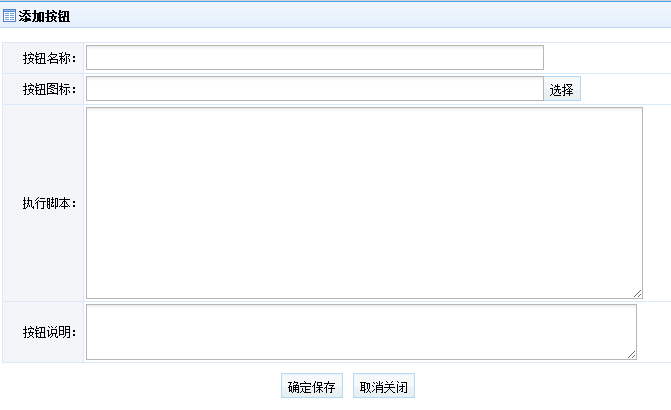 添加按钮
按钮名称：
按钮图标： 选择
执行脚本：
按钮说明：
确定保存 取消关闭